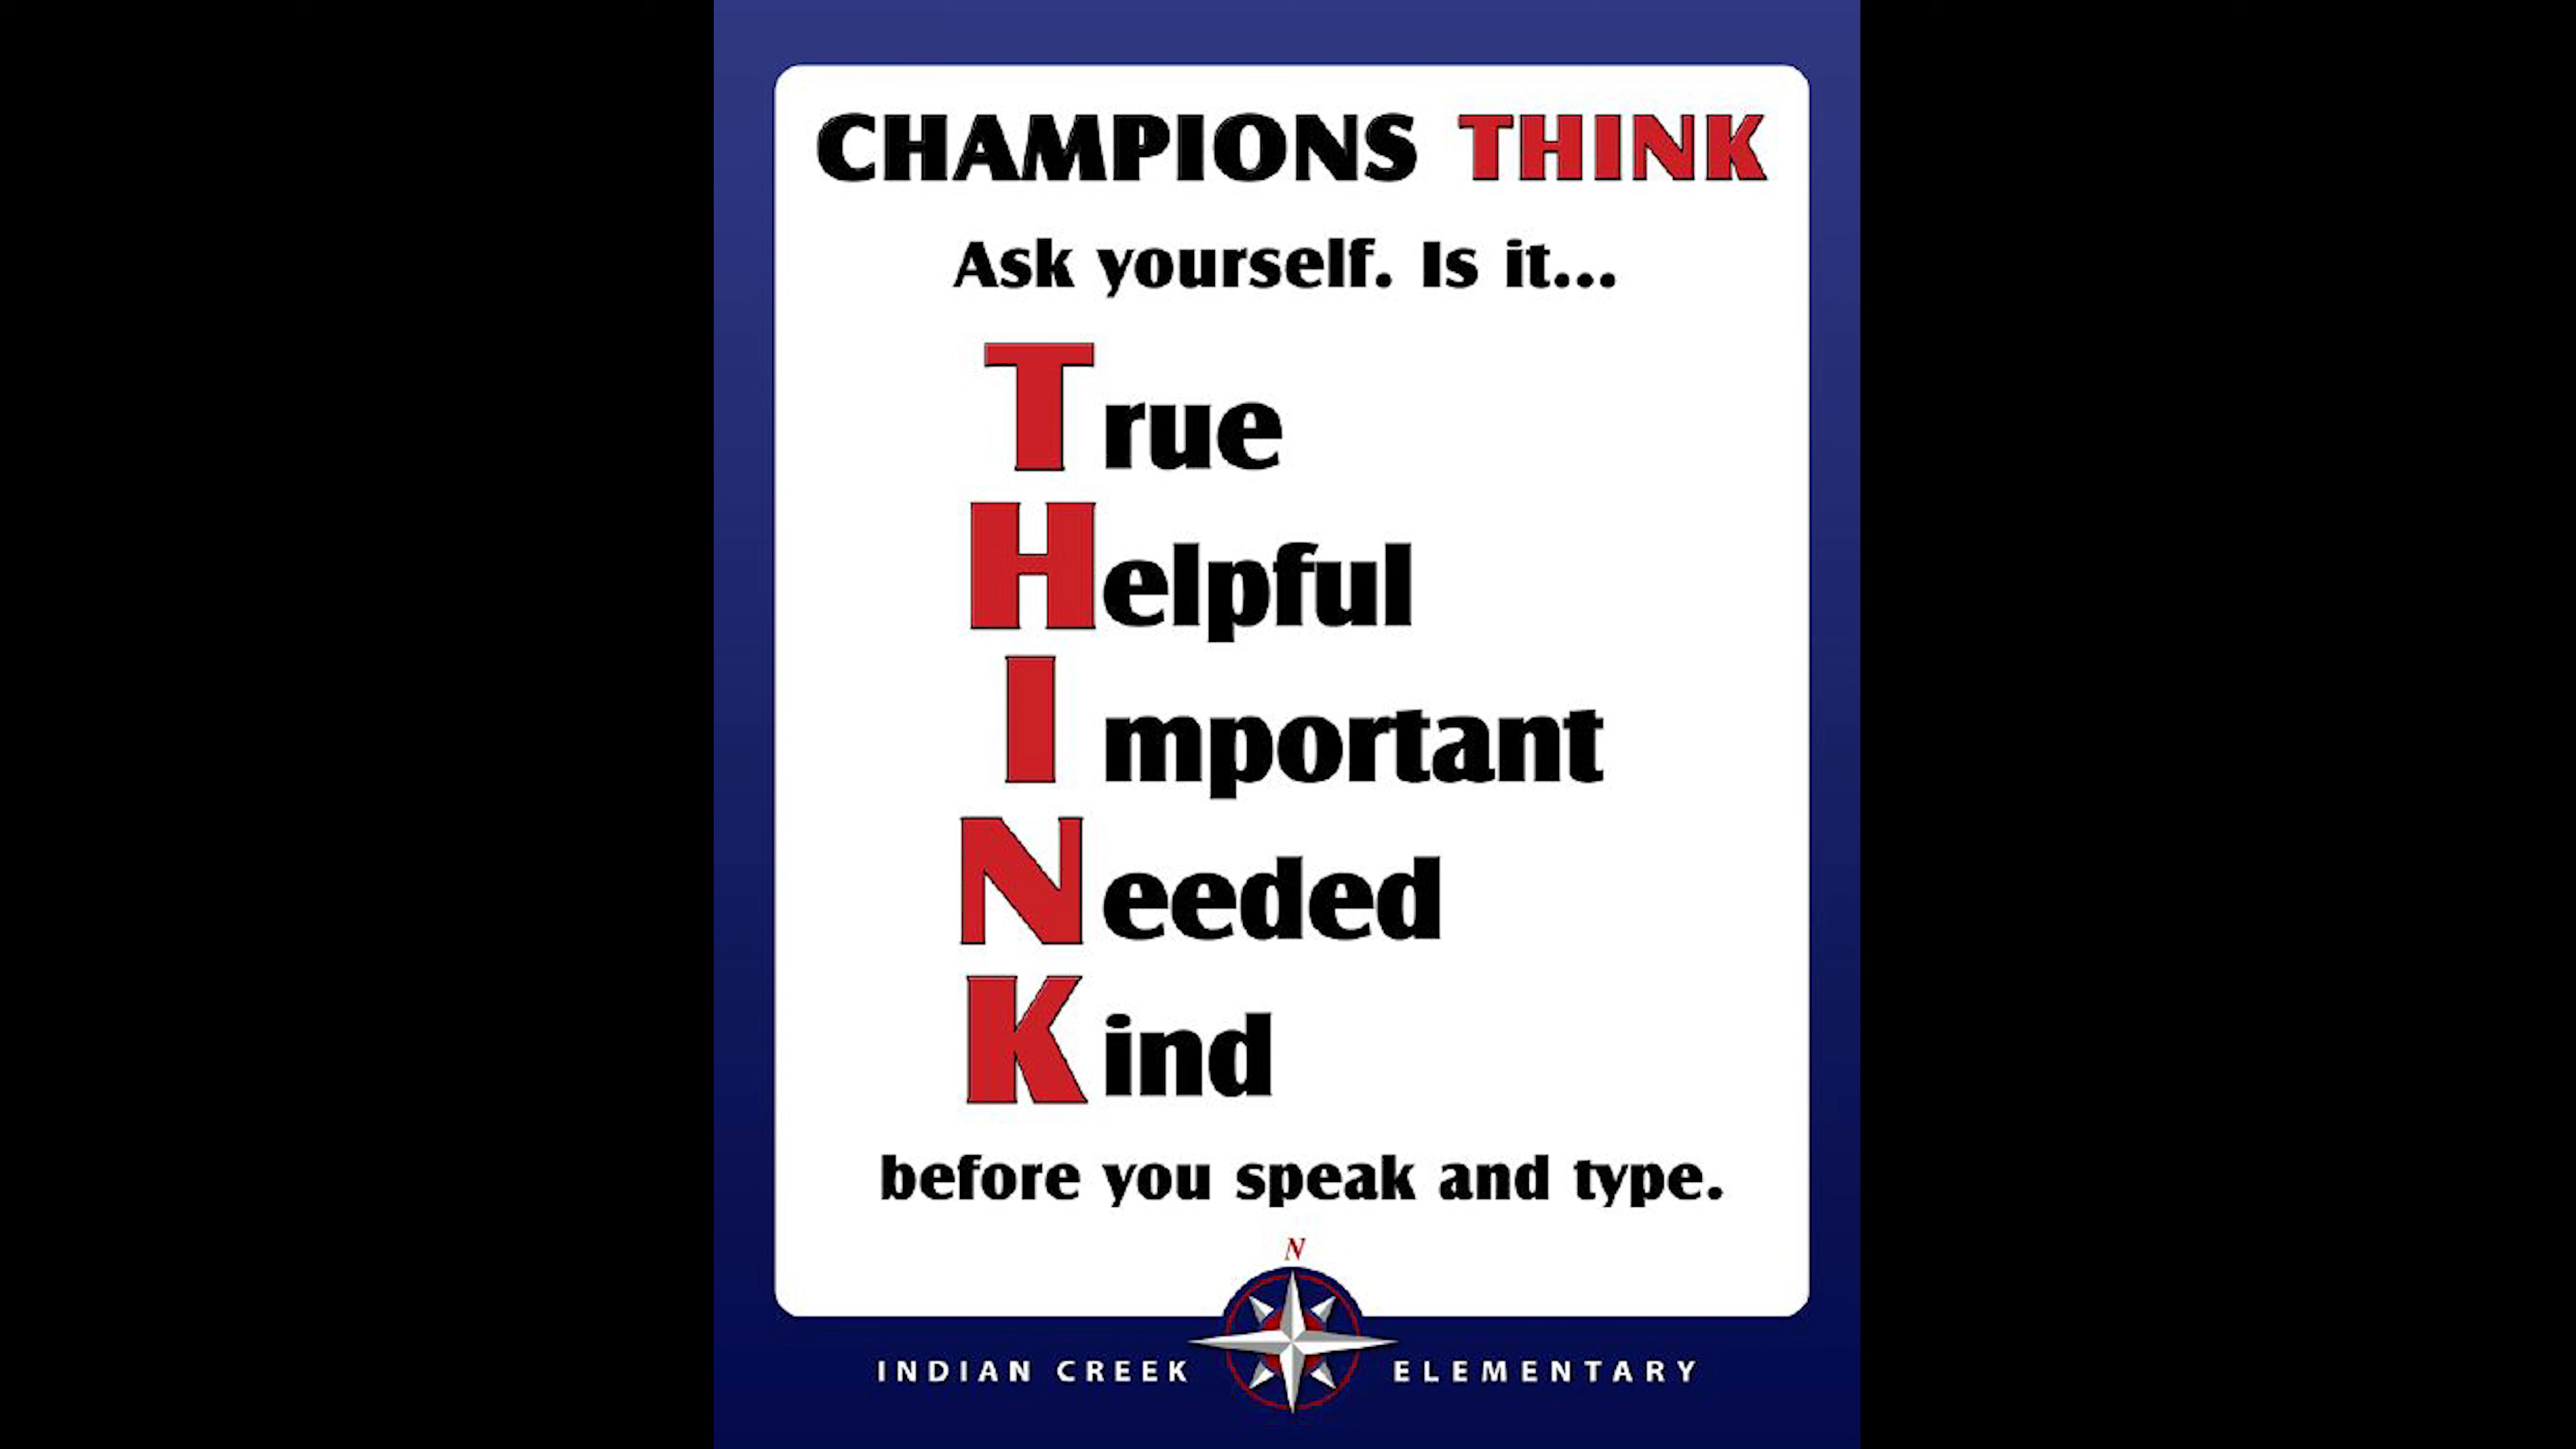 CHAMPIONS THINK
Ask yourself. Is it...
True
Helpful
Important
Needed
Kind
before you speak and type.
N
INDIAN CREEK ELEMENTARY